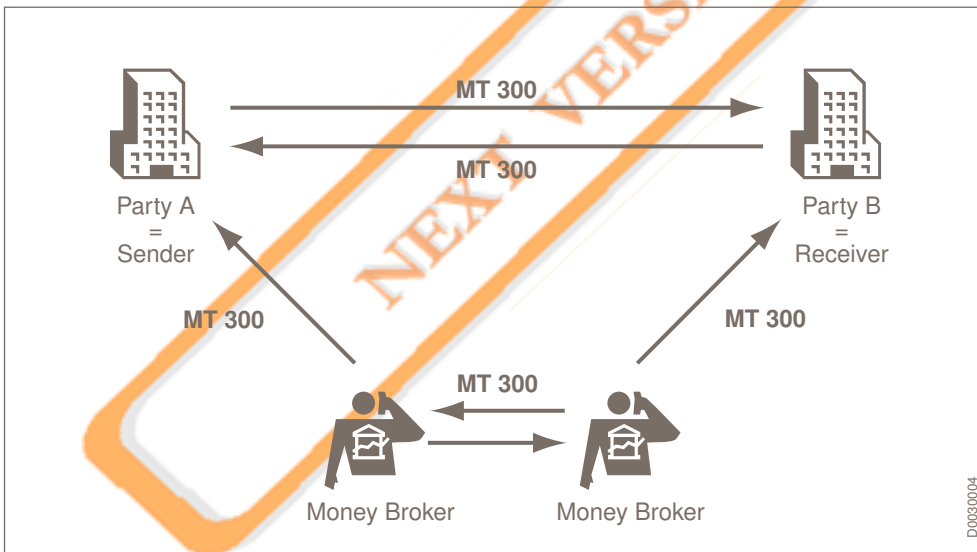 MT 300
MT 300
Party A
=
Sender
Party B
=
Receiver
MT 300
MT 300
MT 300
Money Broker
Money Broker
D0030004
NEXT VERSI